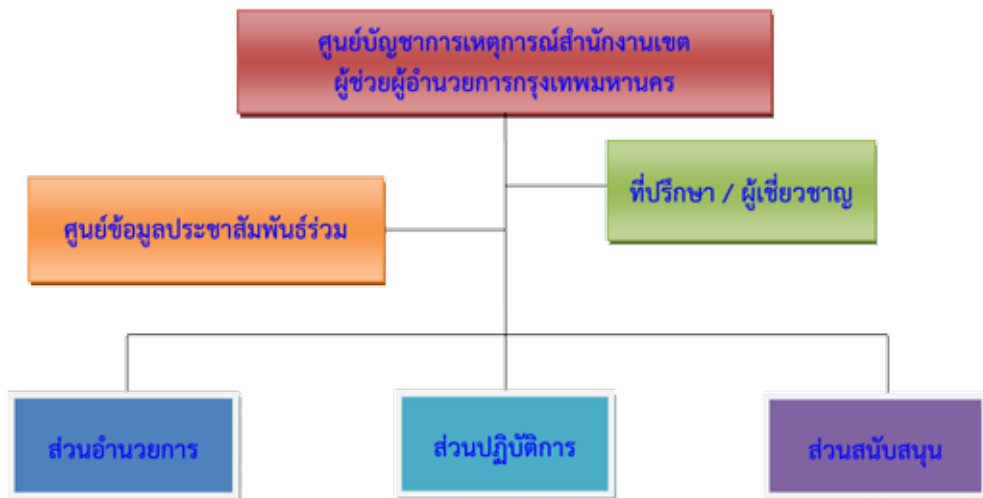 ศูนย์บัญชาการเหตุการณ์สำนักงานเขต
ผู้ช่วยผู้อำนวยการกรุงเทพมหานคร
ที่ปรึกษา / ผู้เชี่ยวชาญ
ศูนย์ข้อมูลประชาสัมพันธ์ร่วม
ส่วนอำนวยการ
ส่วนปฏิบัติการ
ส่วนสนับสนุน